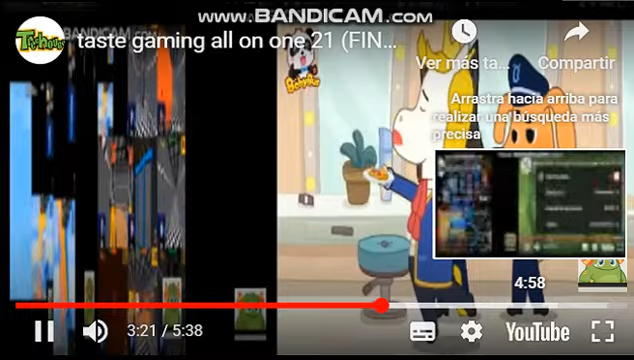 www.BANDICAM.com
taste gaming all on one 21 (FIN...
Ver más ta...
Compartir
BabyBus
Arrastra hacia arriba para
realizar una búsqueda más
precisa
4:58
3:21 / 5:38
YouTube